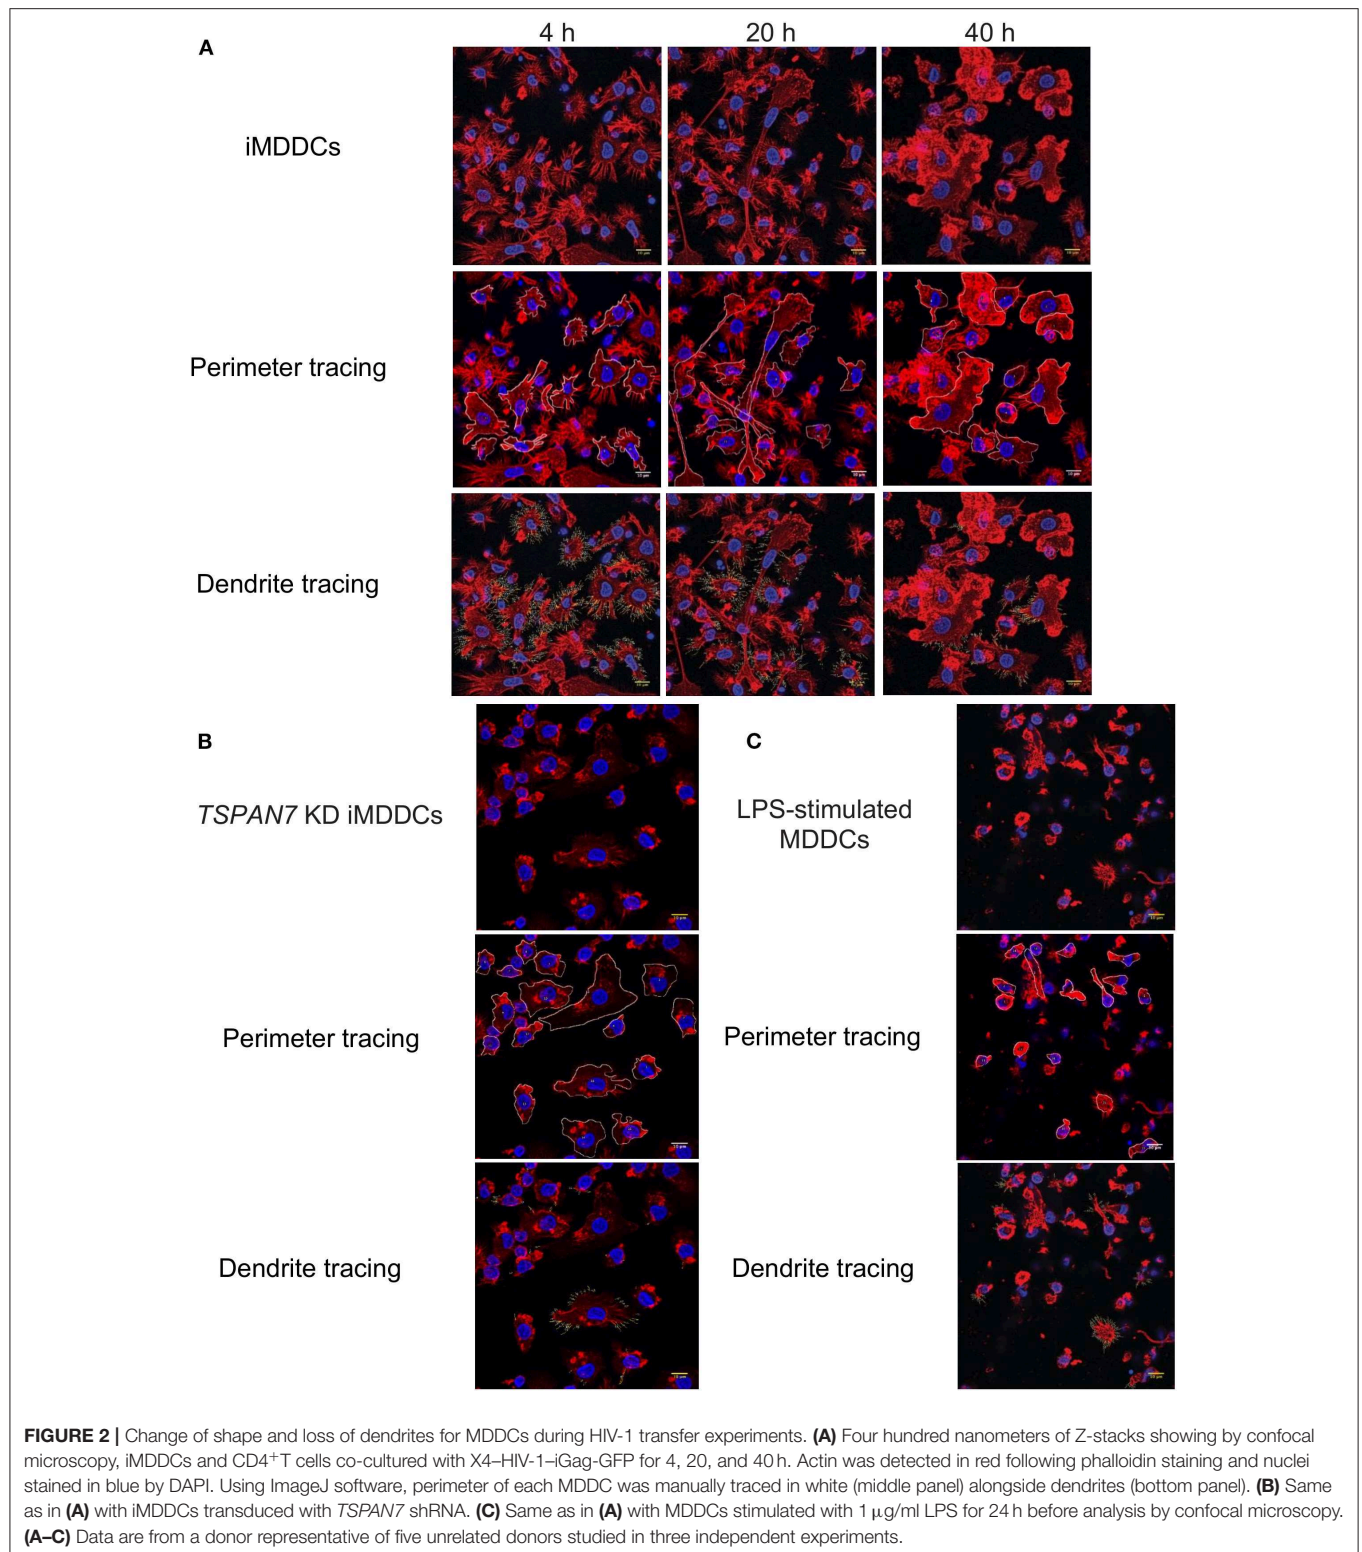 A
4 h
20 h
40 h
iMDDCs
Perimeter tracing
Dendrite tracing
B
TSPAN7 KD iMDDCs
Perimeter tracing
Dendrite tracing
C
LPS-stimulated
MDDCs
Perimeter tracing
Dendrite tracing
FIGURE 2 | Change of shape and loss of dendrites for MDDCs during HIV-1 transfer experiments. (A) Four hundred nanometers of Z-stacks showing by confocal
microscopy, iMDDCs and CD4+T cells co-cultured with X4–HIV-1–iGag-GFP for 4, 20, and 40 h. Actin was detected in red following phalloidin staining and nuclei
stained in blue by DAPI. Using ImageJ software, perimeter of each MDDC was manually traced in white (middle panel) alongside dendrites (bottom panel). (B) Same
as in (A) with iMDDCs transduced with TSPAN7 shRNA. (C) Same as in (A) with MDDCs stimulated with 1 μg/ml LPS for 24 h before analysis by confocal microscopy.
(A–C) Data are from a donor representative of five unrelated donors studied in three independent experiments.